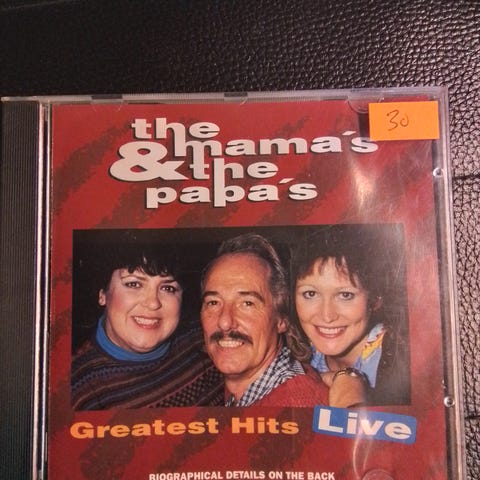 30
the
mama's
& the
papa's
Greatest Hits Live
BIOGRAPHICAL DETAILS ON THE BACK